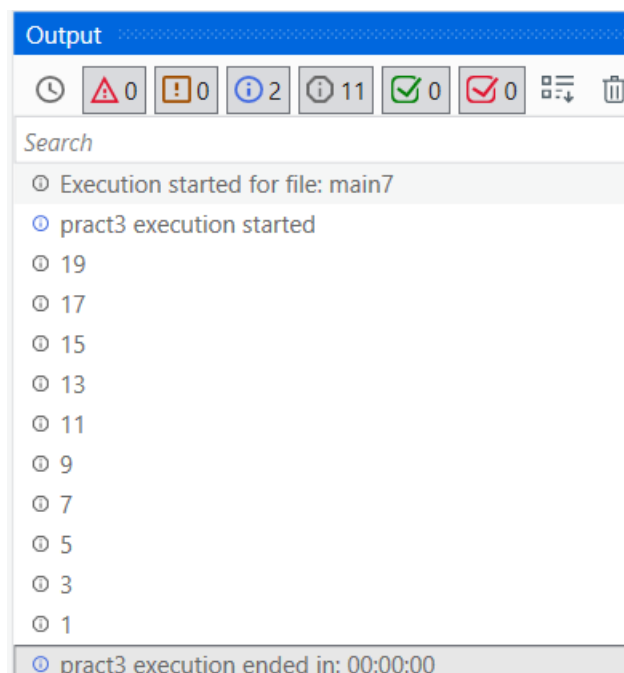 Output
0 0 2 11 0 0
Search
Execution started for file: main7
pract3 execution started
19
17
15
13
11
9
7
5
3
1
pract3 execution ended in: 00:00:00